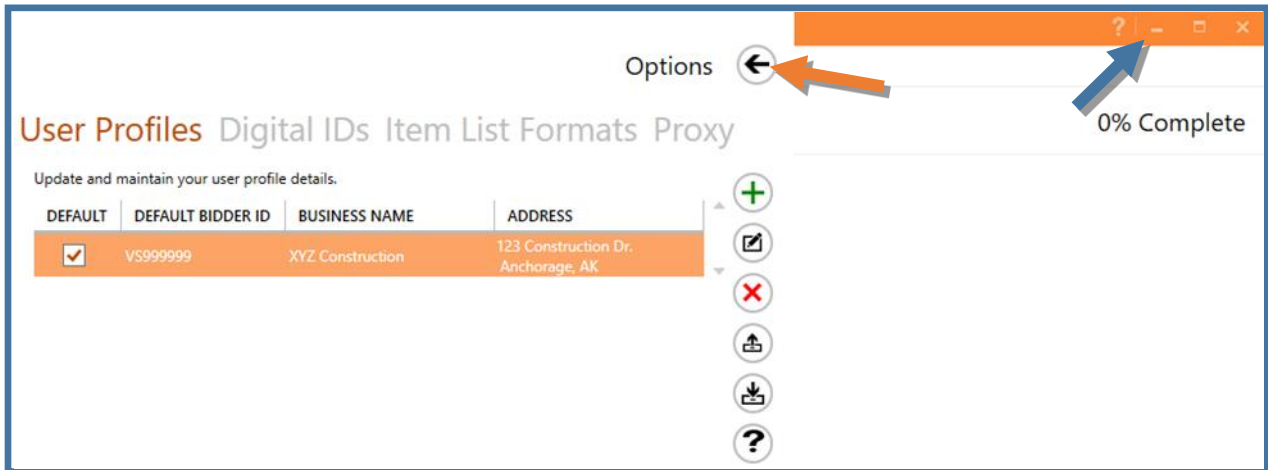 ?
Options
0% Complete
User Profiles Digital IDs Item List Formats Proxy
Update and maintain your user profile details.
DEFAULT DEFAULT BIDDER ID BUSINESS NAME ADDRESS
VS999999 XYZ Construction 123 Construction Dr.
Anchorage, AK
?